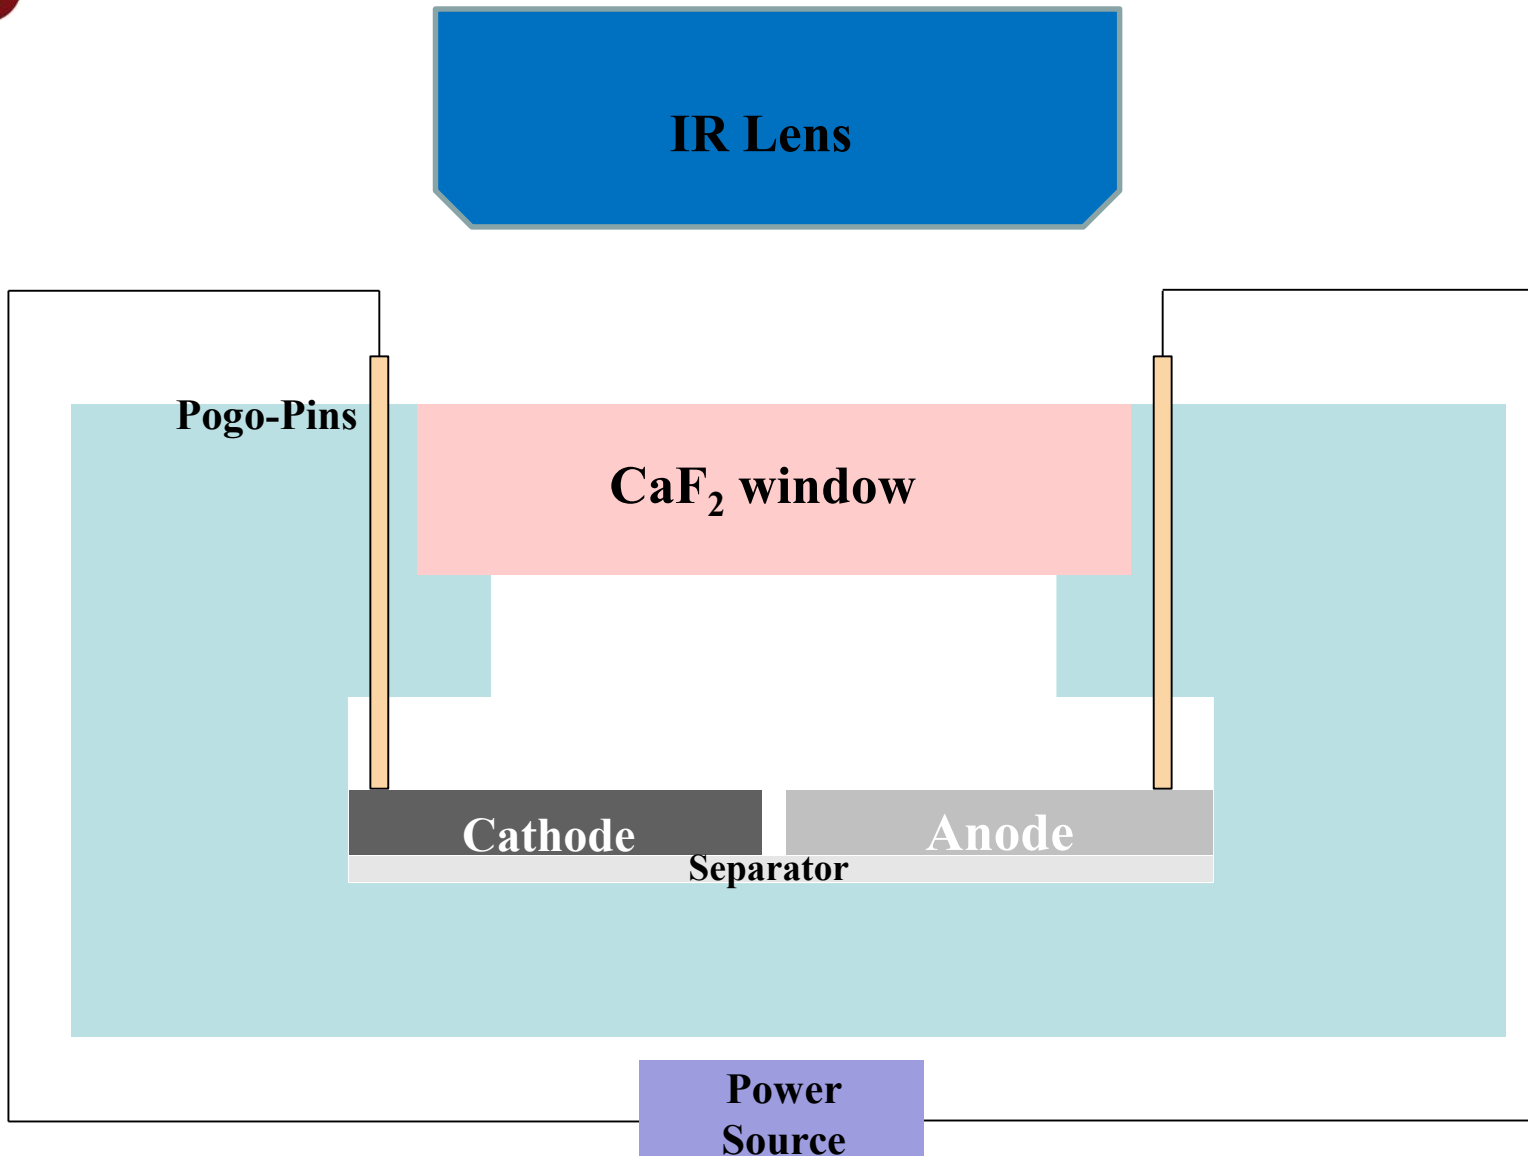 IR Lens
Pogo-Pins
CaF₂ window
Cathode
Anode
Separator
Power
Source